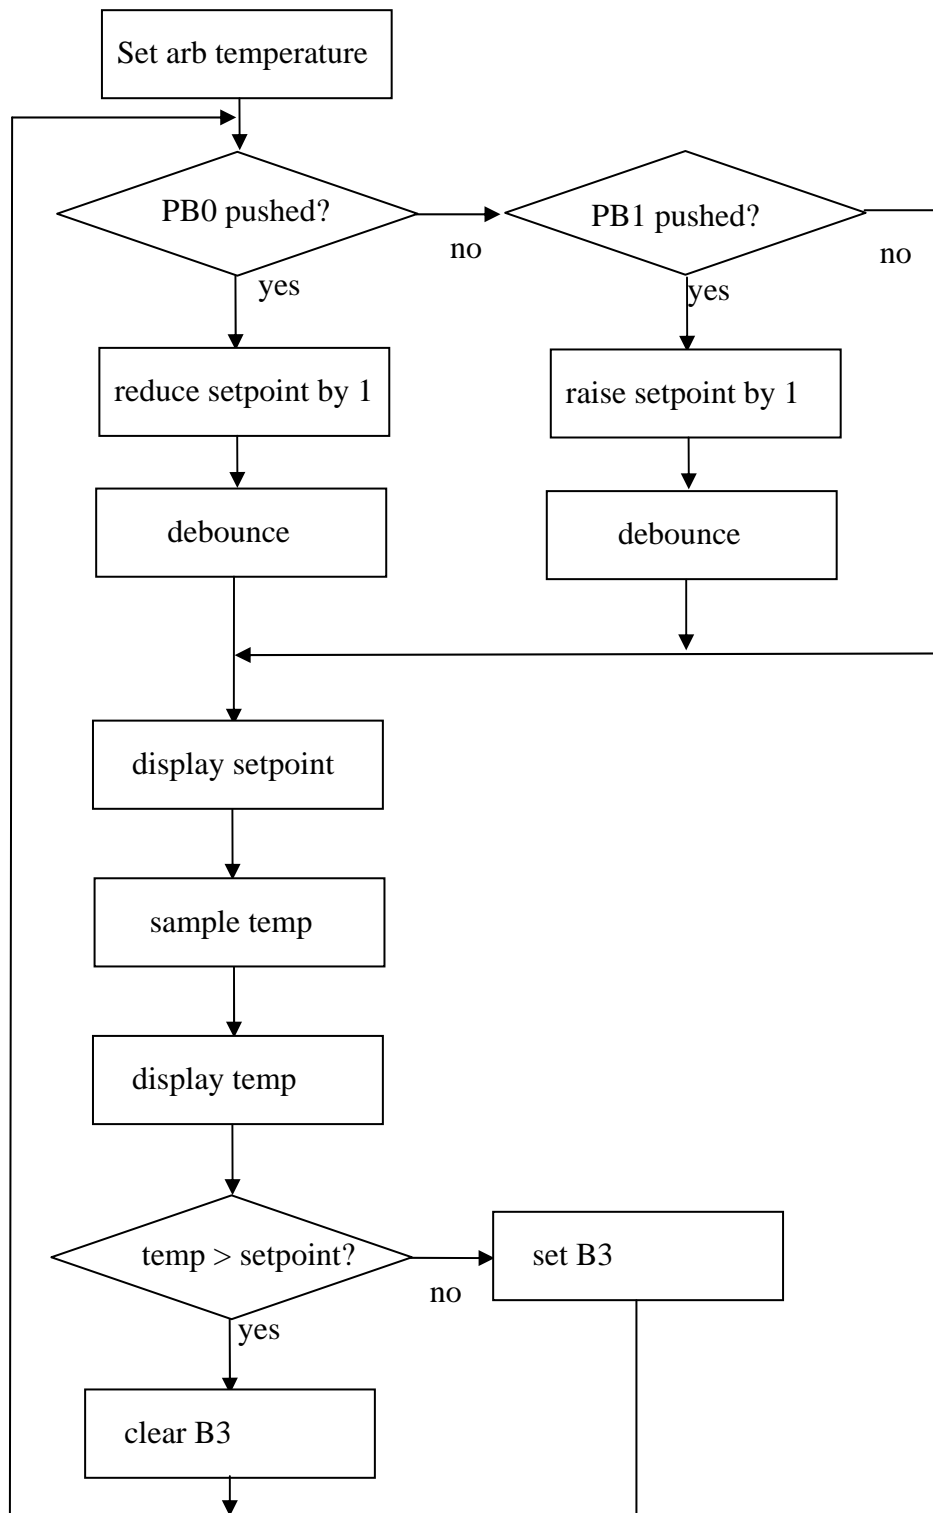 Set arb temperature
PB0 pushed?
no
PB1 pushed?
no
yes
yes
reduce setpoint by 1
raise setpoint by 1
debounce
debounce
display setpoint
sample temp
display temp
temp > setpoint?
no
set B3
yes
clear B3